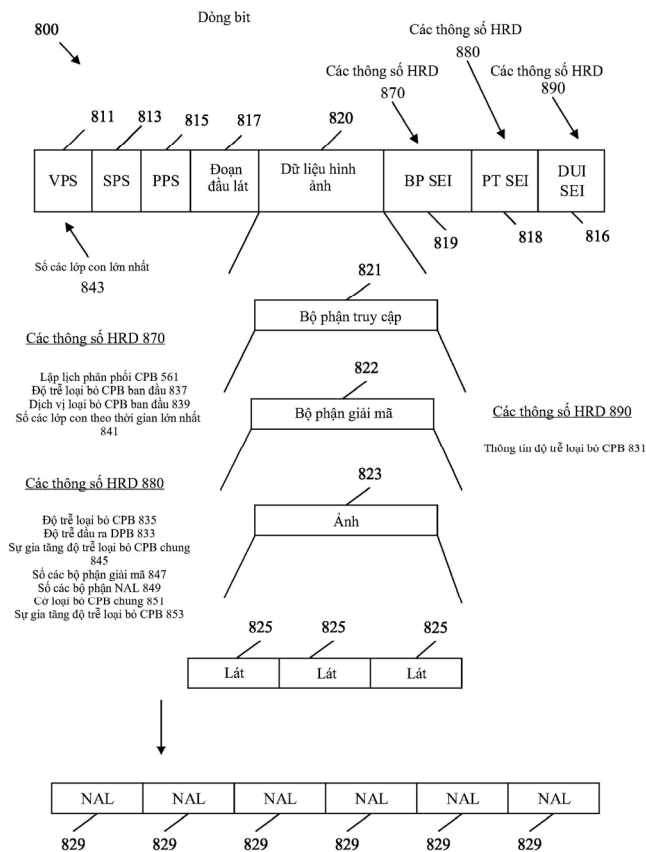 Dòng bit
800
Các thông số HRD
880
Các thông số HRD
870
Các thông số HRD
890
811
813
815
817
820
VPS
SPS
PPS
Đoạn đầu lát
Dữ liệu hình ảnh
BP SEI
PT SEI
DUI SEI
819
818
816
Số các lớp con lớn nhất
843
821
Bộ phận truy cập
Các thông số HRD 870
Lập lịch phân phối CPB 561
Độ trễ loại bỏ CPB ban đầu 837
Dịch vị loại bỏ CPB ban đầu 839
Số các lớp con theo thời gian lớn nhất
841
822
Bộ phận giải mã
Các thông số HRD 890
Thông tin độ trễ loại bỏ CPB 831
Các thông số HRD 880
Độ trễ loại bỏ CPB 835
Độ trễ đầu ra DPB 833
Sự gia tăng độ trễ loại bỏ CPB chung
845
Số các bộ phận giải mã 847
Số các bộ phận NAL 849
Cờ loại bỏ CPB chung 851
Sự gia tăng độ trễ loại bỏ CPB 853
823
Ảnh
825
825
825
Lát
Lát
Lát
NAL
NAL
NAL
NAL
NAL
NAL
829
829
829
829
829
829